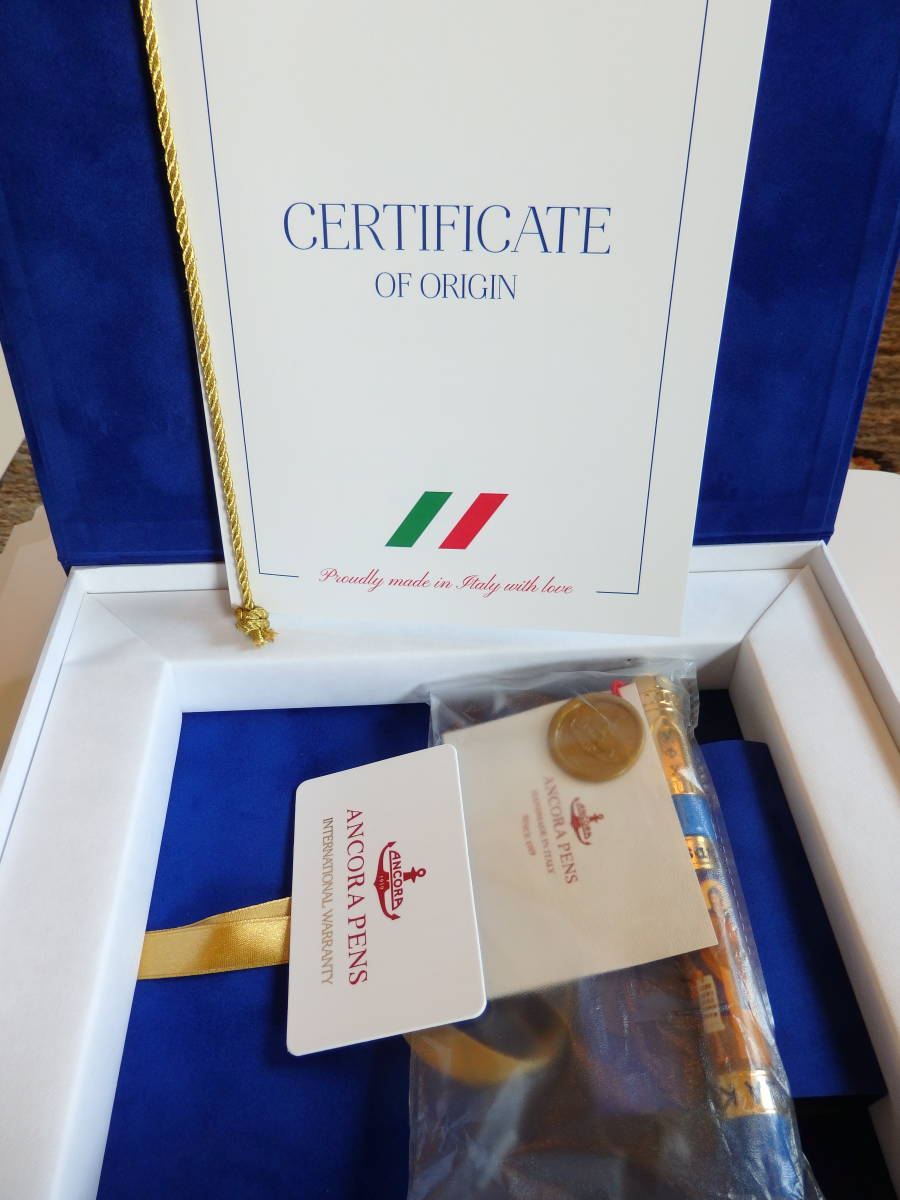 CERTIFICATE
OF ORIGIN
Proudly made in Italy with love
ANCORA
1919
ANCORA PENS
INTERNATIONAL WARRANTY
ANCORA
ANCORA PENS
HANDMADE IN ITALY
SINCE 1919